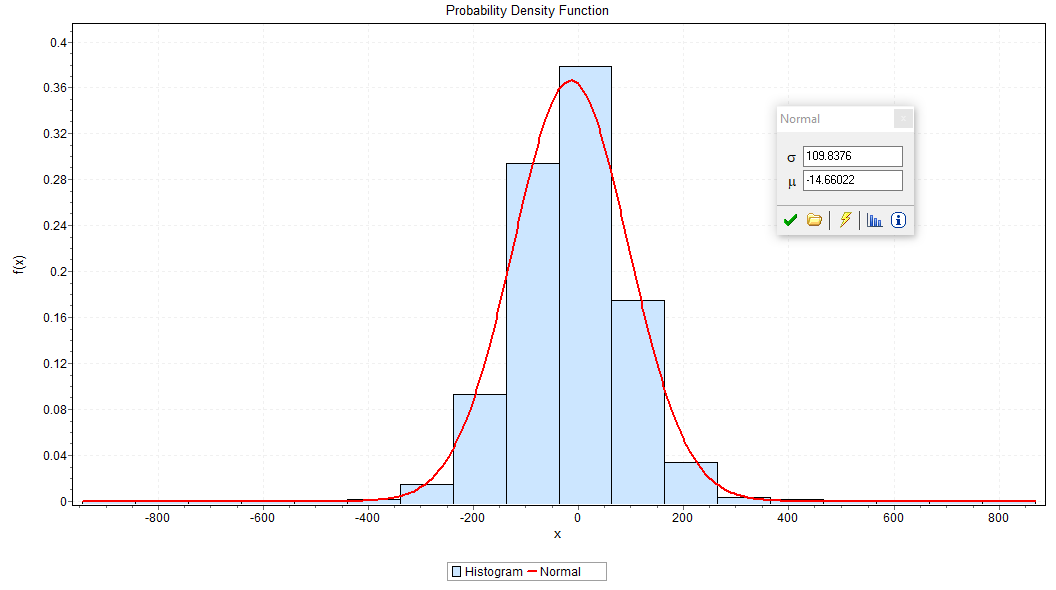 Probability Density Function
0.4
0.36
0.32
0.28
0.24
0.2
0.16
0.12
0.08
0.04
0
f(x)
-800 -600 -400 -200 0 200 400 600 800
x
Histogram Normal
Normal
σ 109.8376
μ -14.66022